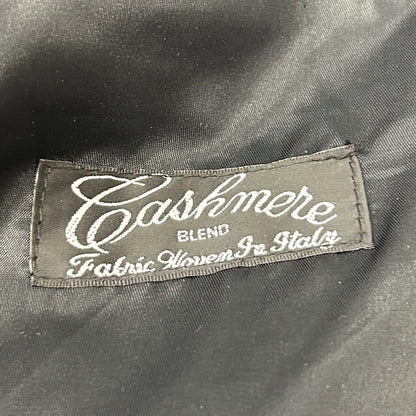 Cashmere
BLEND
Fabric Woven In Italy